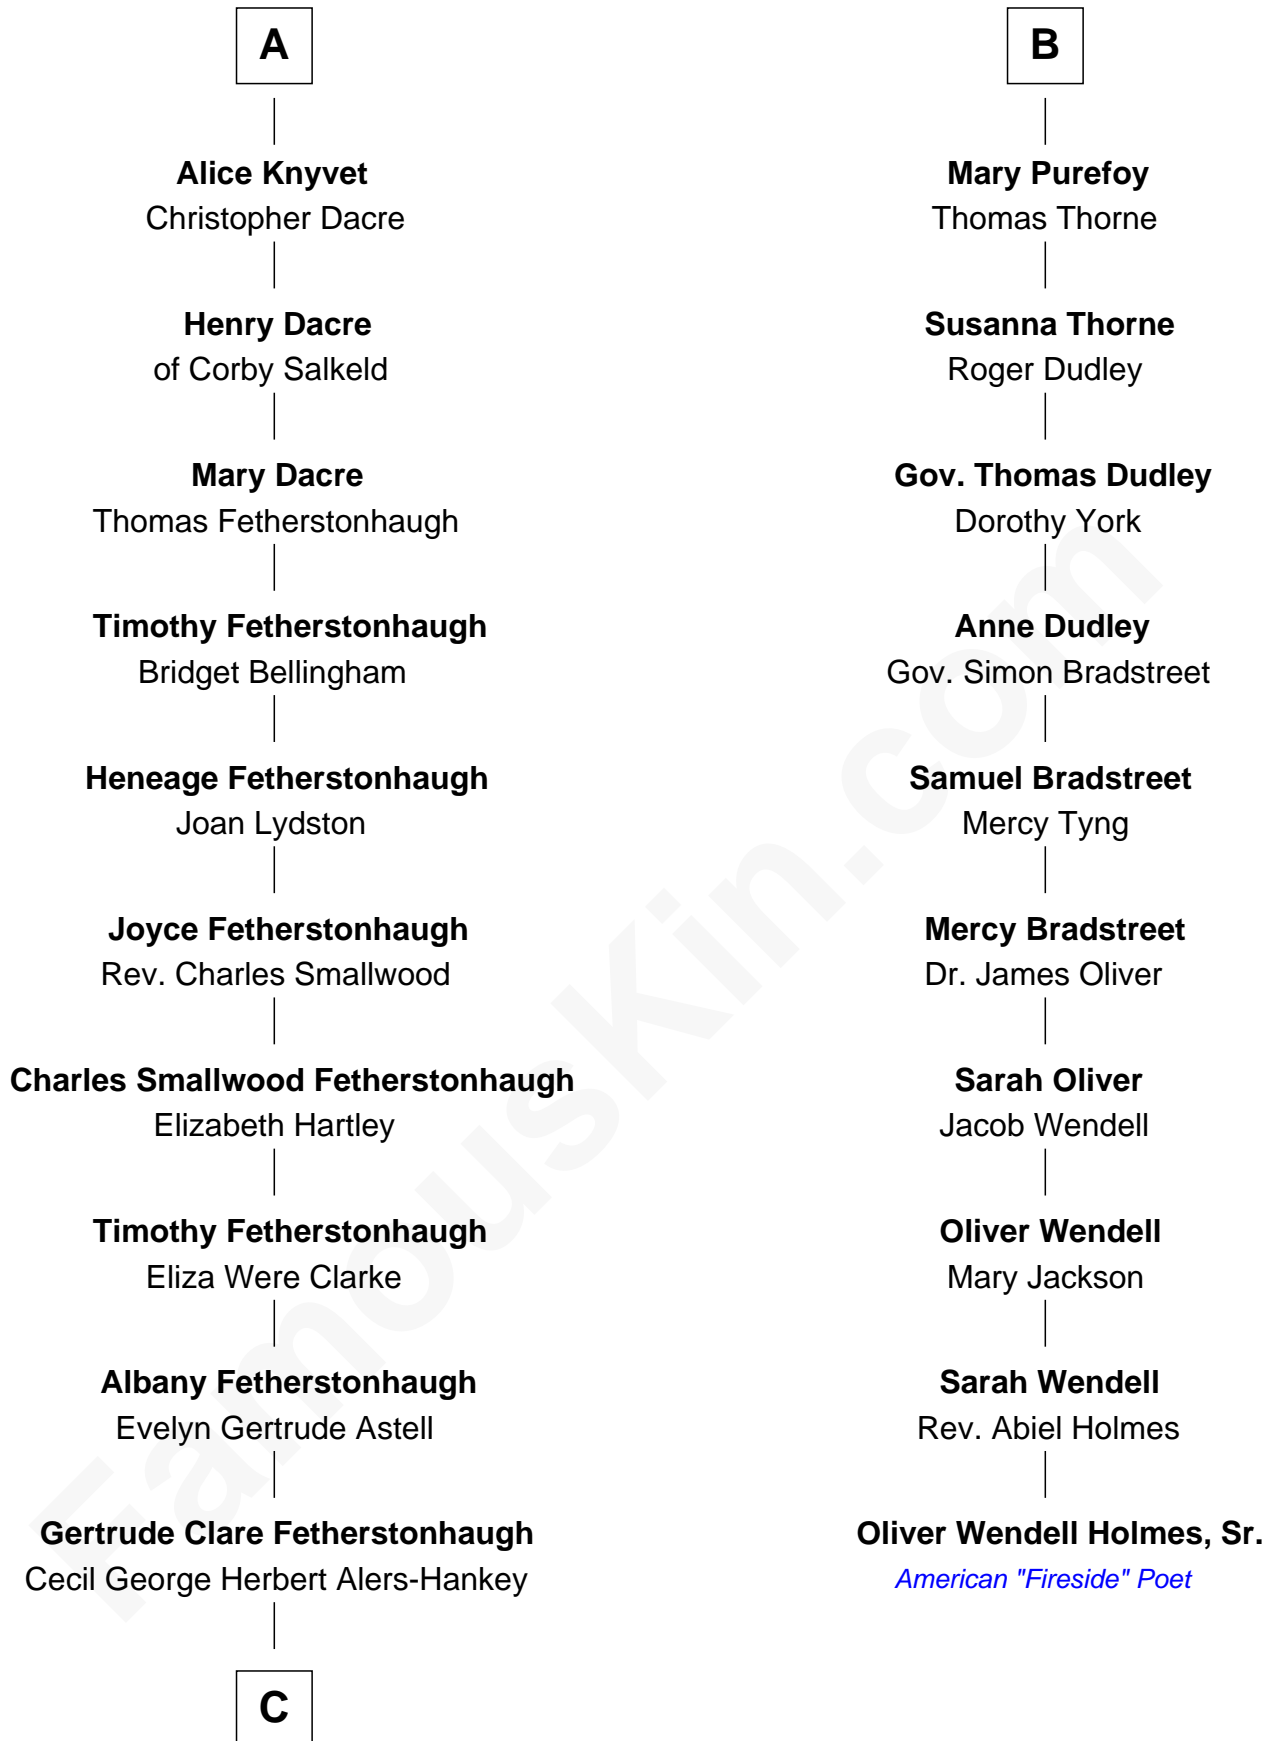 A
Alice Knyvet
Christopher Dacre
Henry Dacre
of Corby Salkeld
Mary Dacre
Thomas Fetherstonhaugh
Timothy Fetherstonhaugh
Bridget Bellingham
Heneage Fetherstonhaugh
Joan Lydston
Joyce Fetherstonhaugh
Rev. Charles Smallwood
Charles Smallwood Fetherstonhaugh
Elizabeth Hartley
Timothy Fetherstonhaugh
Eliza Were Clarke
Albany Fetherstonhaugh
Evelyn Gertrude Astell
Gertrude Clare Fetherstonhaugh
Cecil George Herbert Alers-Hankey
C
B
Mary Purefoy
Thomas Thorne
Susanna Thorne
Roger Dudley
Gov. Thomas Dudley
Dorothy York
Anne Dudley
Gov. Simon Bradstreet
Samuel Bradstreet
Mercy Tyng
Mercy Bradstreet
Dr. James Oliver
Sarah Oliver
Jacob Wendell
Oliver Wendell
Mary Jackson
Sarah Wendell
Rev. Abiel Holmes
Oliver Wendell Holmes, Sr.
American "Fireside" Poet
FamousKin.com